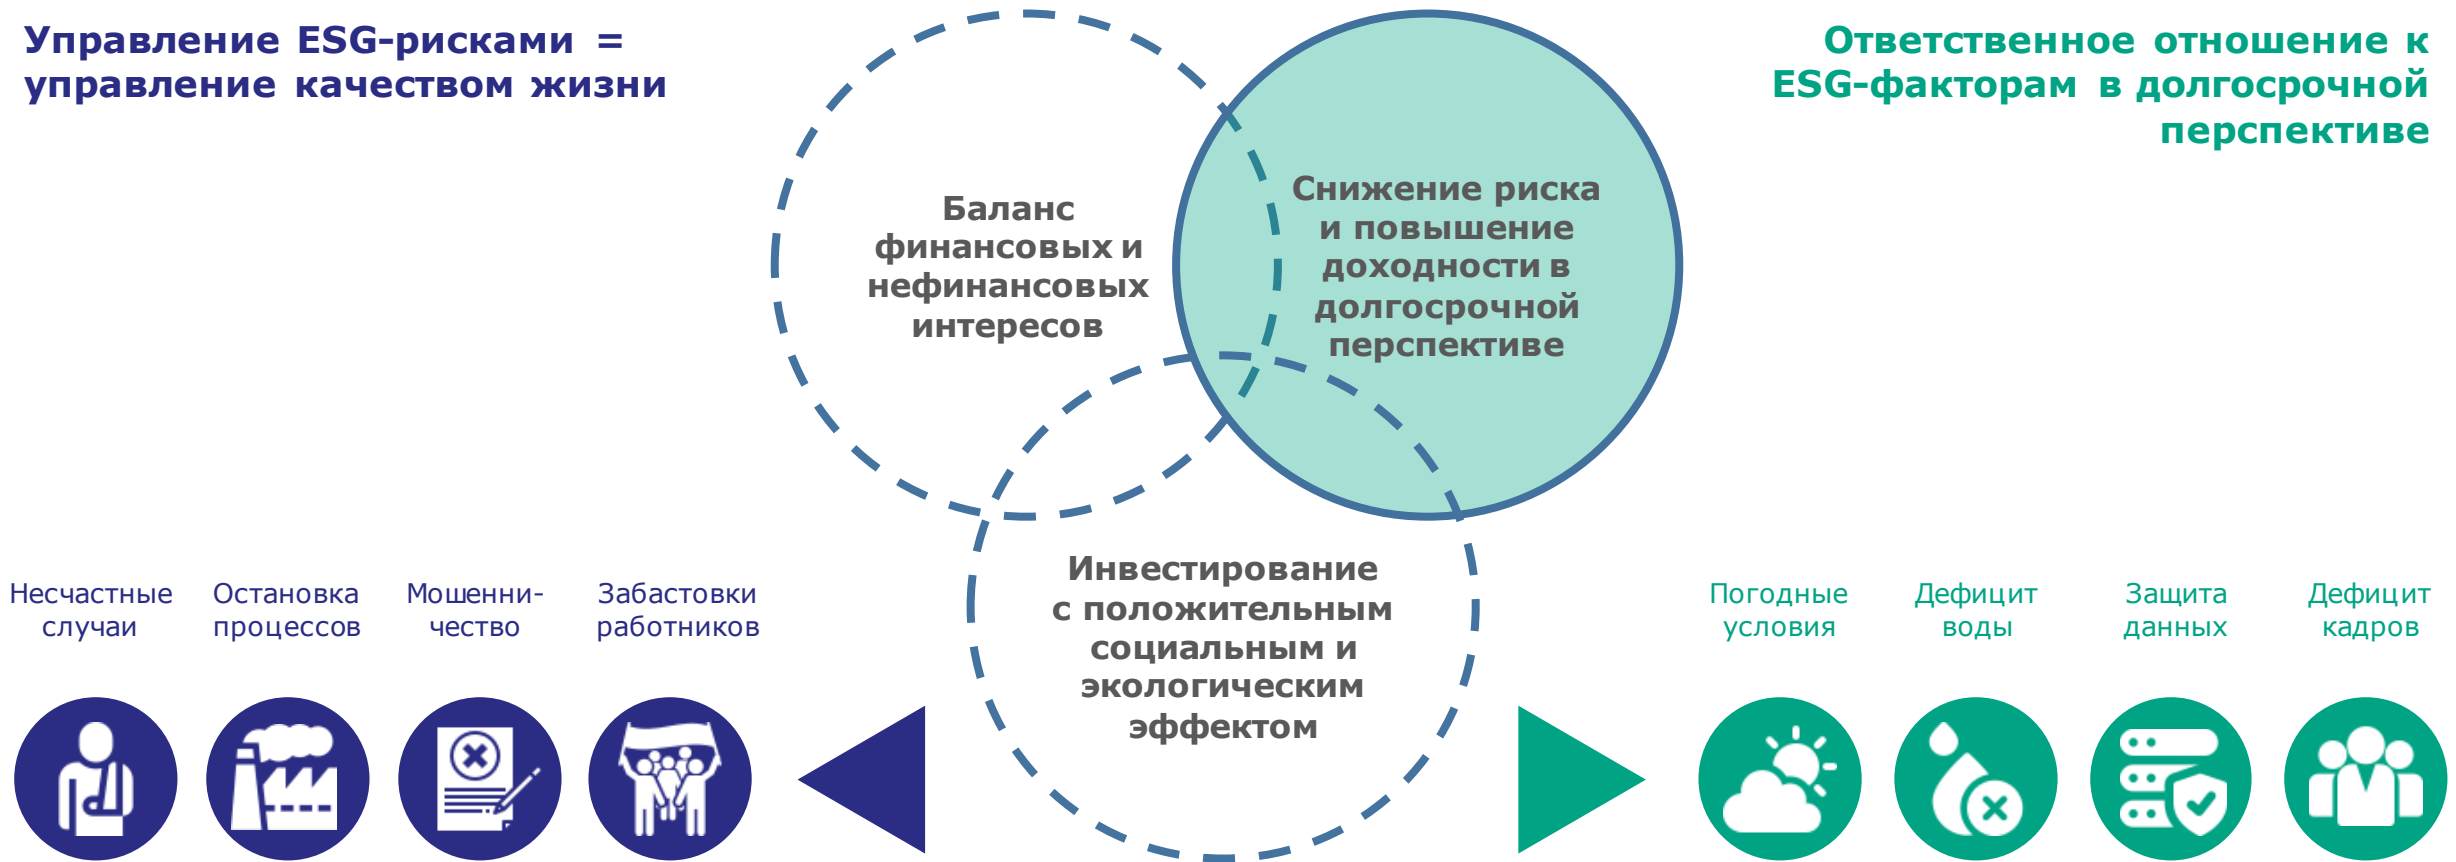 Управление ESG-рисками =
управление качеством жизни
Ответственное отношение к
ESG-факторам в долгосрочной
перспективе
Баланс
финансовых и
нефинансовых
интересов
Снижение риска
и повышение
доходности в
долгосрочной
перспективе
Инвестирование
с положительным
социальным и
экологическим
эффектом
Несчастные
случаи
Остановка
процессов
Мошенни-
чество
Забастовки
работников
Погодные
условия
Дефицит
воды
Защита
данных
Дефицит
кадров